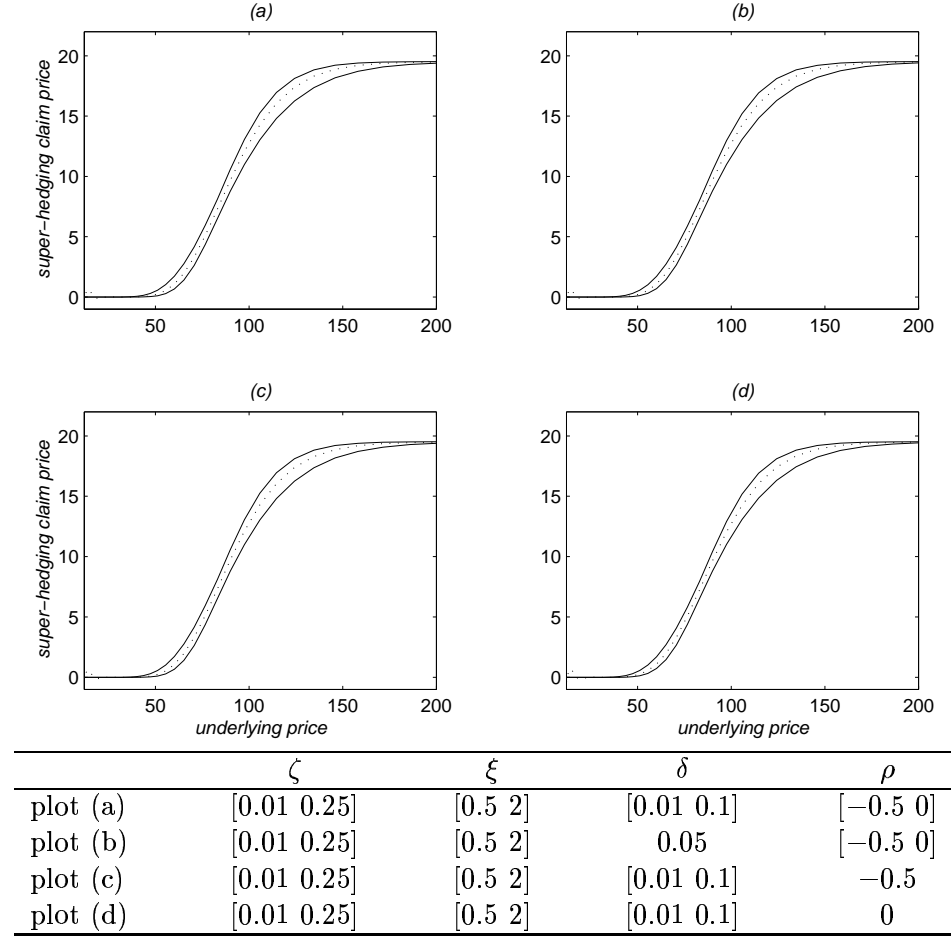 (a) (b)
super-hedging claim price
20 20
15 15
10 10
5 5
0 0
50 100 150 200 50 100 150 200
(c) (d)
super-hedging claim price
20 20
15 15
10 10
5 5
0 0
50 100 150 200 50 100 150 200
underlying price underlying price
ζ ξ δ ρ
plot (a) [0.01 0.25] [0.5 2] [0.01 0.1] [−0.5 0]
plot (b) [0.01 0.25] [0.5 2] 0.05 [−0.5 0]
plot (c) [0.01 0.25] [0.5 2] [0.01 0.1] −0.5
plot (d) [0.01 0.25] [0.5 2] [0.01 0.1] 0